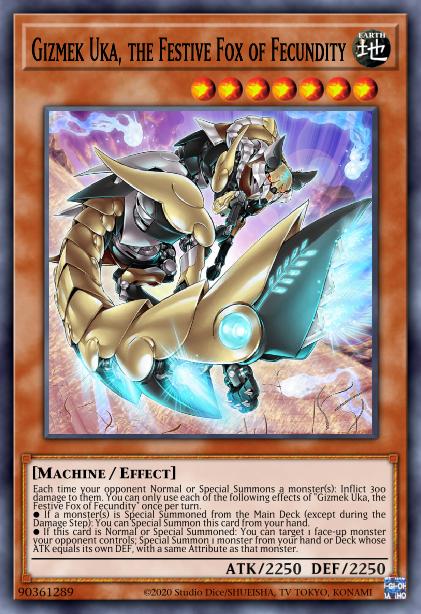 Gizmek Uka, the Festive Fox of Fecundity
EARTH
地
[Machine / Effect]
Each time your opponent Normal or Special Summons a monster(s): Inflict 300
damage to them. You can only use each of the following effects of "Gizmek Uka, the
Festive Fox of Fecundity" once per turn.
● If a monster(s) is Special Summoned from the Main Deck (except during the
Damage Step): You can Special Summon this card from your hand.
● If this card is Normal or Special Summoned: You can target 1 face-up monster
your opponent controls; Special Summon 1 monster from your hand or Deck whose
ATK equals its own DEF, with a same Attribute as that monster.
ATK/2250 DEF/2250
90361289
©2020 Studio Dice/SHUEISHA, TV TOKYO, KONAMI